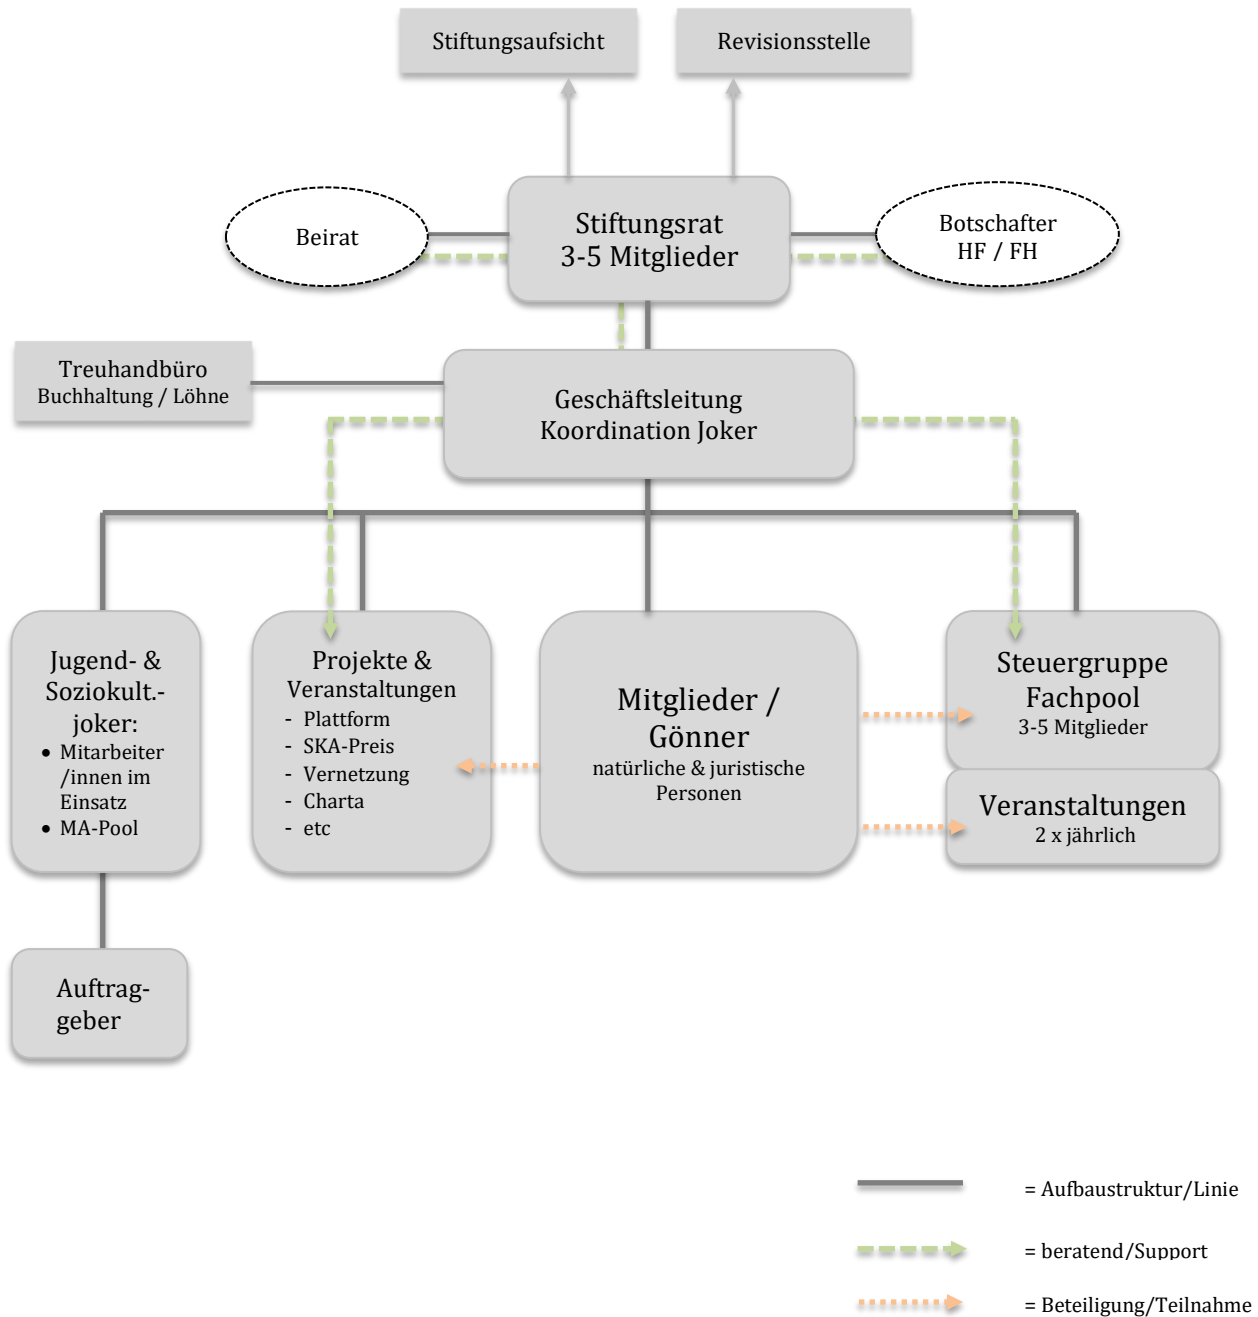 Stiftungsaufsicht
Revisionsstelle
Stiftungsrat
3-5 Mitglieder
Beirat
Botschafter
HF / FH
Treuhandbüro
Buchhaltung / Löhne
Geschäftsleitung
Koordination Joker
Jugend- &
Soziokult.-
joker:
• Mitarbeiter
/innen im
Einsatz
• MA-Pool
Projekte &
Veranstaltungen
- Plattform
- SKA-Preis
- Vernetzung
- Charta
- etc
Mitglieder /
Gönner
natürliche & juristische
Personen
Steuergruppe
Fachpool
3-5 Mitglieder
Veranstaltungen
2 x jährlich
Auftrag-
geber
= Aufbaustruktur/Linie
= beratend/Support
= Beteiligung/Teilnahme